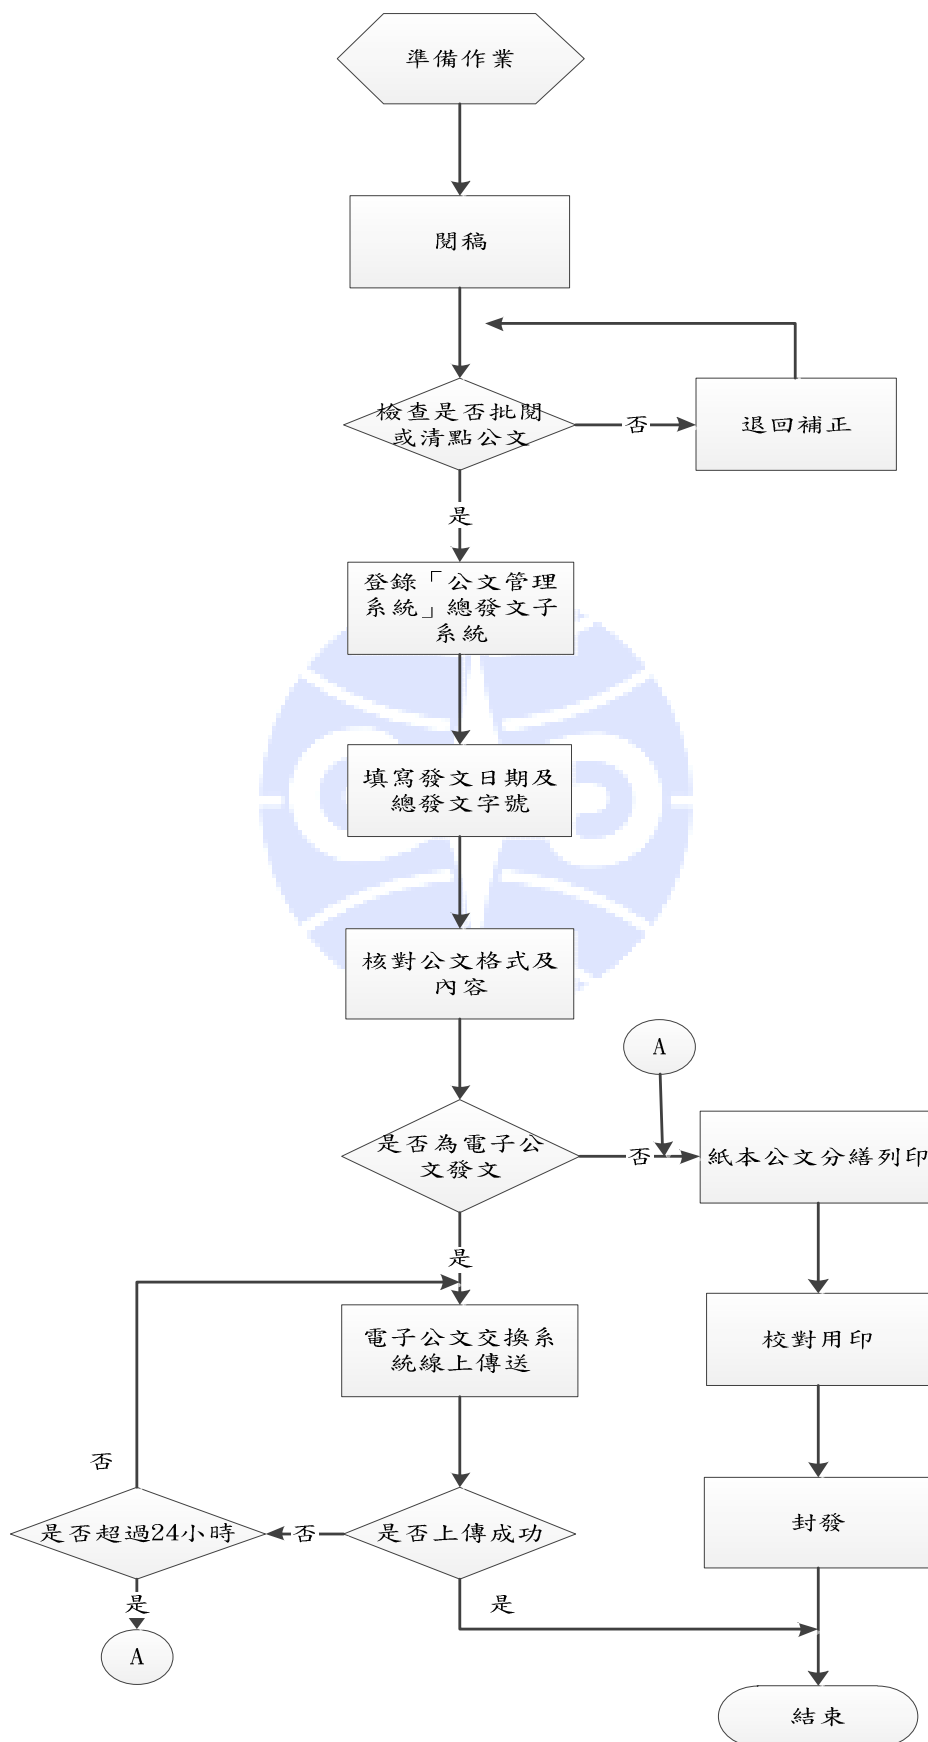 準備作業
閱稿
檢查是否批閱
或清點公文
否
退回補正
是
登錄「公文管理
系統」總發文子
系統
填寫發文日期及
總發文字號
核對公文格式及
內容
A
是否為電子公
文發文
否
紙本公文分繕列印
是
電子公文交換系
統線上傳送
校對用印
否
是否超過24小時
否
是否上傳成功
封發
是
是
A
結束